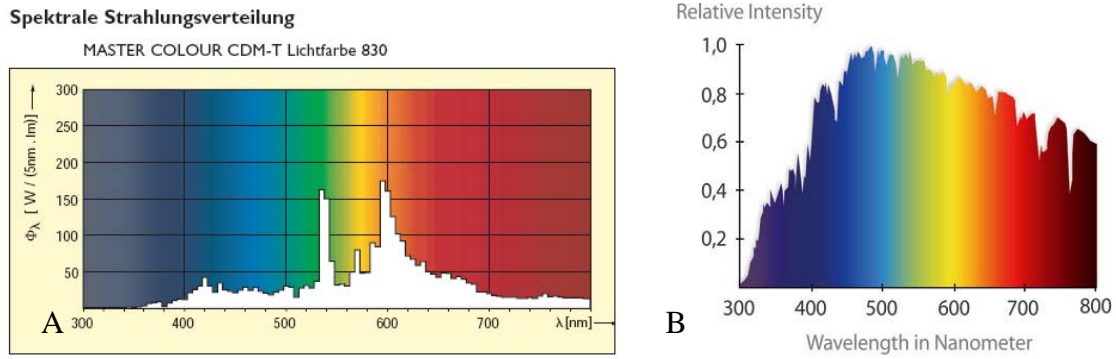 Spektrale Strahlungsverteilung
MASTER COLOUR CDM-T Lichtfarbe 830
Φλ [ W / (5nm . lm)]
300
250
200
150
100
50
A
300
400
500
600
700
λ [nm]
Relative Intensity
1,0
0,8
0,6
0,4
0,2
B
300
400
500
600
700
800
Wavelength in Nanometer